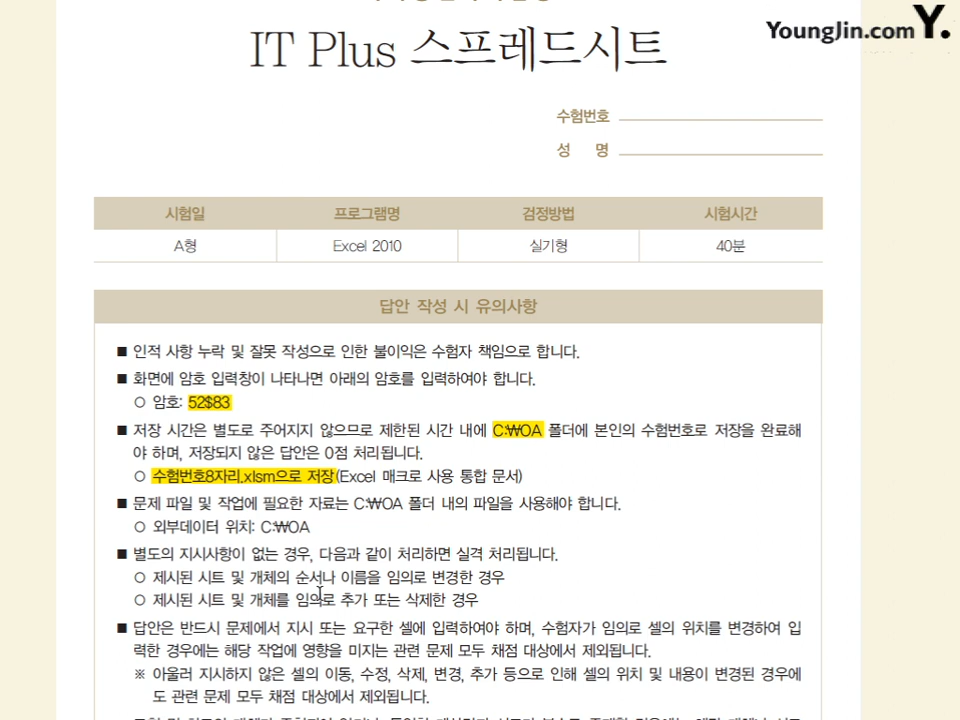 YoungJin.com Y.
IT Plus 스프레드시트
수험번호
성 명
시험일 프로그램명 검정방법 시험시간
A형 Excel 2010 실기형 40분
답안 작성 시 유의사항
■ 인적 사항 누락 및 잘못 작성으로 인한 불이익은 수험자 책임으로 합니다.
■ 화면에 암호 입력창이 나타나면 아래의 암호를 입력하여야 합니다.
○ 암호: 52$83
■ 저장 시간은 별도로 주어지지 않으므로 제한된 시간 내에 C:₩OA 폴더에 본인의 수험번호로 저장을 완료해
야 하며, 저장되지 않은 답안은 0점 처리됩니다.
○ 수험번호8자리.xlsm으로 저장(Excel 매크로 사용 통합 문서)
■ 문제 파일 및 작업에 필요한 자료는 C:₩OA 폴더 내의 파일을 사용해야 합니다.
○ 외부데이터 위치: C:₩OA
■ 별도의 지시사항이 없는 경우, 다음과 같이 처리하면 실격 처리됩니다.
○ 제시된 시트 및 개체의 순서나 이름을 임의로 변경한 경우
○ 제시된 시트 및 개체를 임의로 추가 또는 삭제한 경우
■ 답안은 반드시 문제에서 지시 또는 요구한 셀에 입력하여야 하며, 수험자가 임의로 셀의 위치를 변경하여 입
력한 경우에는 해당 작업에 영향을 미치는 관련 문제 모두 채점 대상에서 제외됩니다.
※ 아울러 지시하지 않은 셀의 이동, 수정, 삭제, 변경, 추가 등으로 인해 셀의 위치 및 내용이 변경된 경우에
도 관련 문제 모두 채점 대상에서 제외됩니다.